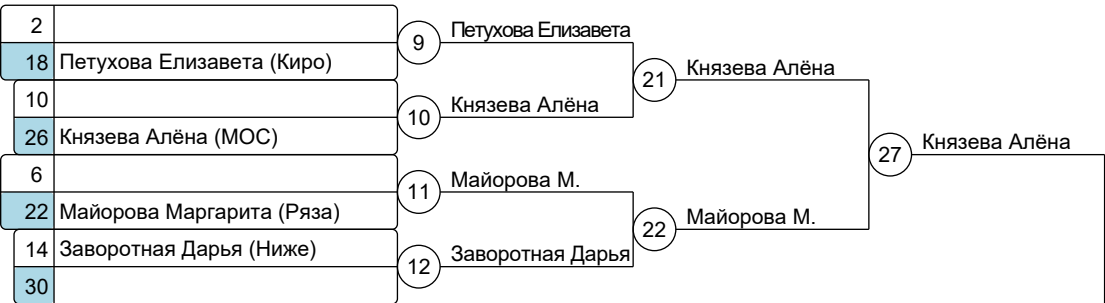 2
9
Петухова Елизавета
18 Петухова Елизавета (Киро)
21
Князева Алёна
10
10
Князева Алёна
26 Князева Алёна (МОС)
27
Князева Алёна
6
11
Майорова М.
22 Майорова Маргарита (Ряза)
22
Майорова М.
14 Заворотная Дарья (Ниже)
12
Заворотная Дарья
30